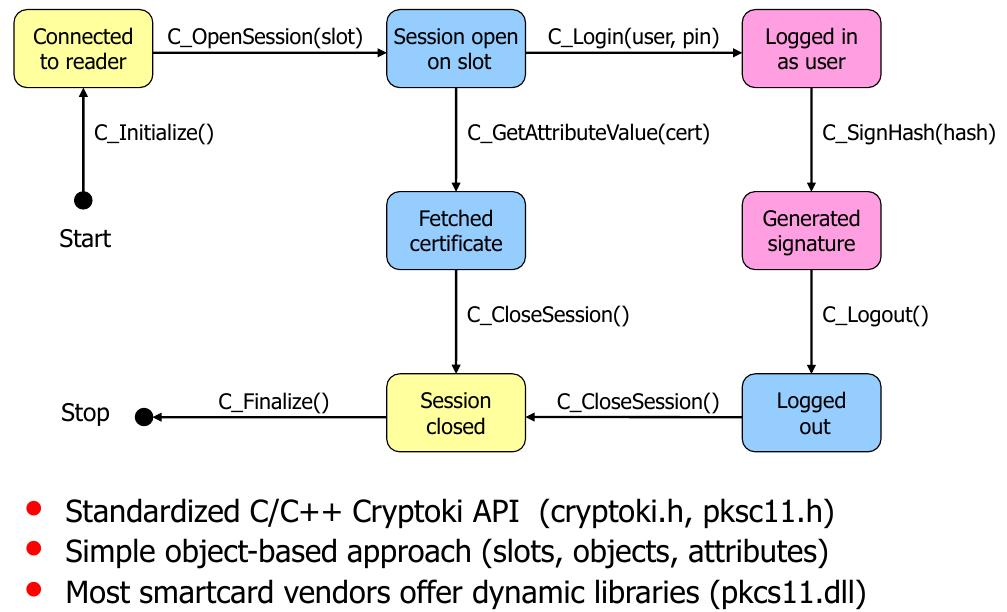 Connected
to reader
C_OpenSession(slot)
Session open
on slot
C_Login(user, pin)
Logged in
as user
C_Initialize()
C_GetAttributeValue(cert)
C_SignHash(hash)
Start
Fetched
certificate
Generated
signature
C_CloseSession()
C_Logout()
Stop
C_Finalize()
Session
closed
C_CloseSession()
Logged
out
Standardized C/C++ Cryptoki API (cryptoki.h, pksc11.h)
Simple object-based approach (slots, objects, attributes)
Most smartcard vendors offer dynamic libraries (pkcs11.dll)